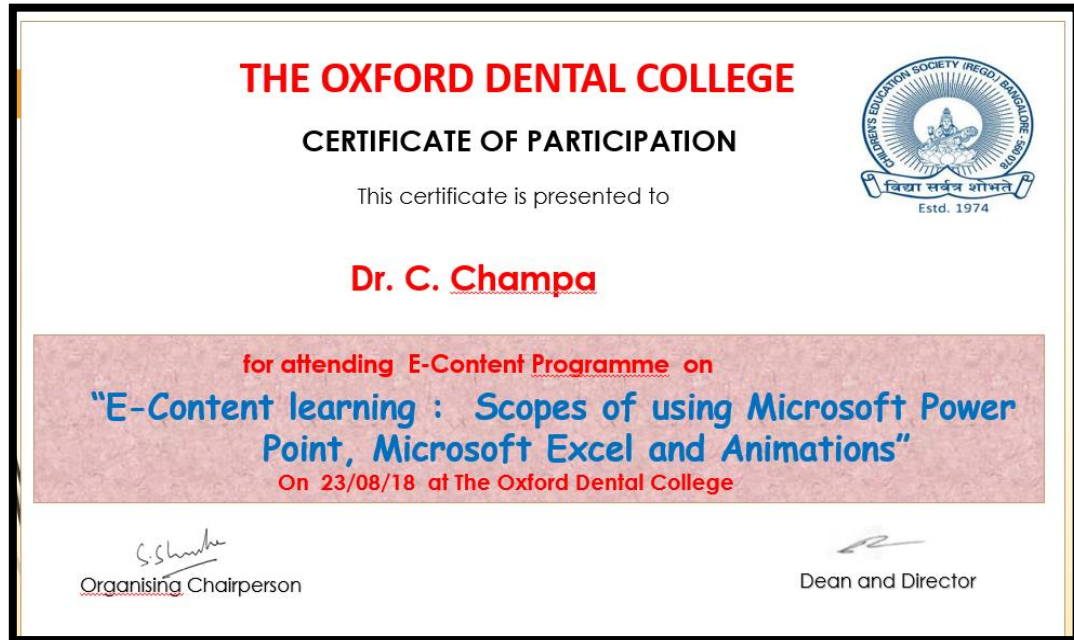 THE OXFORD DENTAL COLLEGE
CERTIFICATE OF PARTICIPATION
This certificate is presented to
CHILDREN'S EDUCATION SOCIETY (REGD.) BANGALORE - 560 078
विद्या सर्वत्र शोभते
Estd. 1974
Dr. C. Champa
for attending E-Content Programme on
"E-Content learning : Scopes of using Microsoft Power
Point, Microsoft Excel and Animations"
On 23/08/18 at The Oxford Dental College
Organising Chairperson
Dean and Director